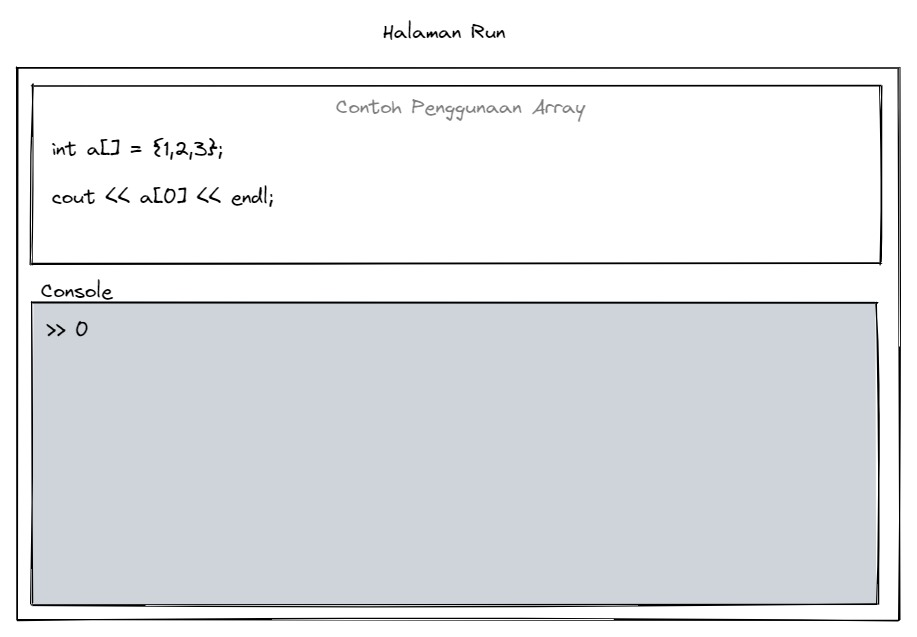 Halaman Run
Contoh Penggunaan Array
int a[] = {1,2,3};
cout << a[0] << endl;
Console
>> 0